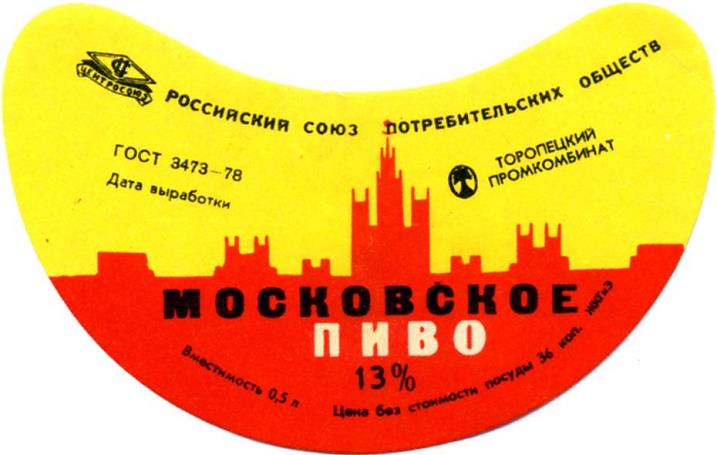 ЦЕНТРОСОЮЗ
РОССИЙСКИЙ СОЮЗ ПОТРЕБИТЕЛЬСКИХ ОБЩЕСТВ
ГОСТ 3473-78
Дата выработки
ТОРОПЕЦКИЙ
ПРОМКОМБИНАТ
МОСКОВСКОЕ
ПИВО
13%
Вместимость 0,5 л
Цена без стоимости посуды 36 коп.